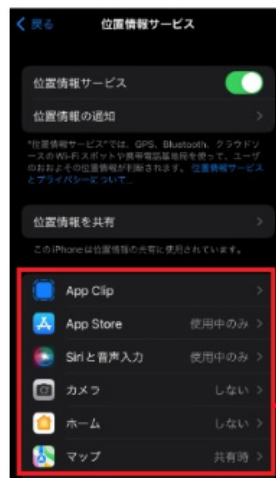 戻る
位置情報サービス
位置情報サービス
位置情報の通知
"位置情報サービス"では、GPS、Bluetooth、クラウドソ
ースのWi-Fiスポットや携帯電話基地局を使って、ユーザ
のおおよその位置情報が判断されます。位置情報サービス
とプライバシーについて...
位置情報を共有
このiPhoneは位置情報の共有に使用されています。
App Clip
App Store 使用中のみ
Siriと音声入力 使用中のみ
カメラ しない
ホーム しない
マップ 共有時